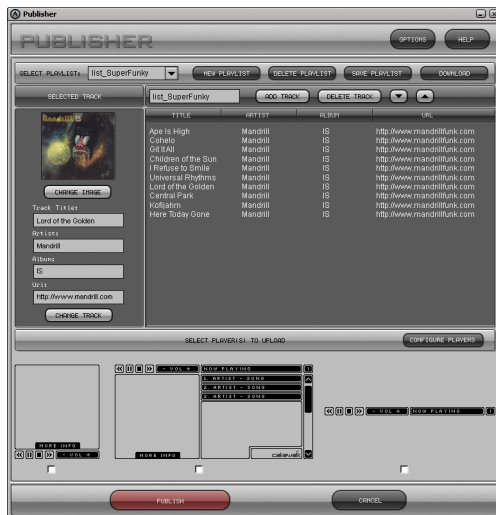 Publisher
PUBLISHER
OPTIONS HELP
SELECT PLAYLIST: list_SuperFunky NEW PLAYLIST DELETE PLAYLIST SAVE PLAYLIST DOWNLOAD
SELECTED TRACK list_SuperFunky ADD TRACK DELETE TRACK
TITLE ARTIST ALBUM URL
Ape Is High Mandrill IS http://www.mandrillfunk.com
Cohelo Mandrill IS http://www.mandrillfunk.com
Git It All Mandrill IS http://www.mandrillfunk.com
Children of the Sun Mandrill IS http://www.mandrillfunk.com
I Refuse to Smile Mandrill IS http://www.mandrillfunk.com
Universal Rhythms Mandrill IS http://www.mandrillfunk.com
Lord of the Golden Mandrill IS http://www.mandrillfunk.com
Central Park Mandrill IS http://www.mandrillfunk.com
Kofijahm Mandrill IS http://www.mandrillfunk.com
Here Today Gone Mandrill IS http://www.mandrillfunk.com
Mandrill IS
CHANGE IMAGE
Track Title:
Lord of the Golden
Artist:
Mandrill
Album:
IS
Url:
http://www.mandrill.com
CHANGE TRACK
SELECT PLAYER(S) TO UPLOAD CONFIGURE PLAYERS
MORE INFO
- VOL +
- VOL + NOW PLAYING i
1. ARTIST - SONG
2. ARTIST - SONG
3. ARTIST - SONG
MORE INFO cakewalk
- VOL + NOW PLAYING i
PUBLISH CANCEL